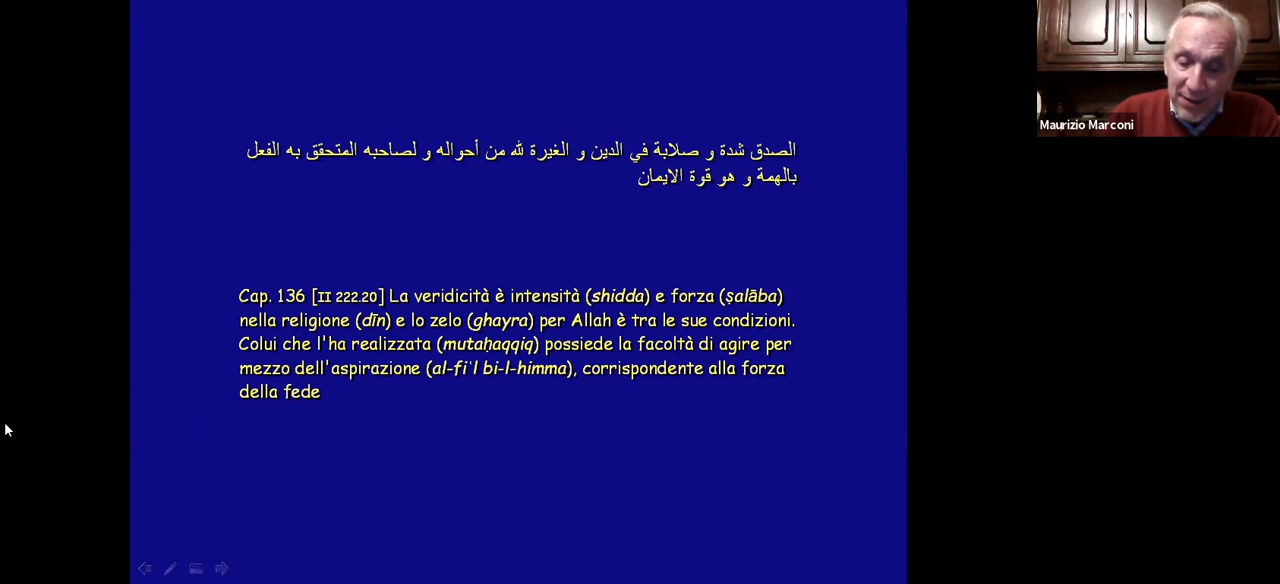 الصدق شدة و صلابة في الدين و الغيرة لله من أحواله و لصاحبه المتحقق به الفعل
بالهمة و هو قوة الايمان
Cap. 136 [II 222.20] La veridicità è intensità (shidda) e forza (ṣalāba)
nella religione (dīn) e lo zelo (ghayra) per Allah è tra le sue condizioni.
Colui che l'ha realizzata (mutaḥaqqiq) possiede la facoltà di agire per
mezzo dell'aspirazione (al-fiʿl bi-l-himma), corrispondente alla forza
della fede
Maurizio Marconi